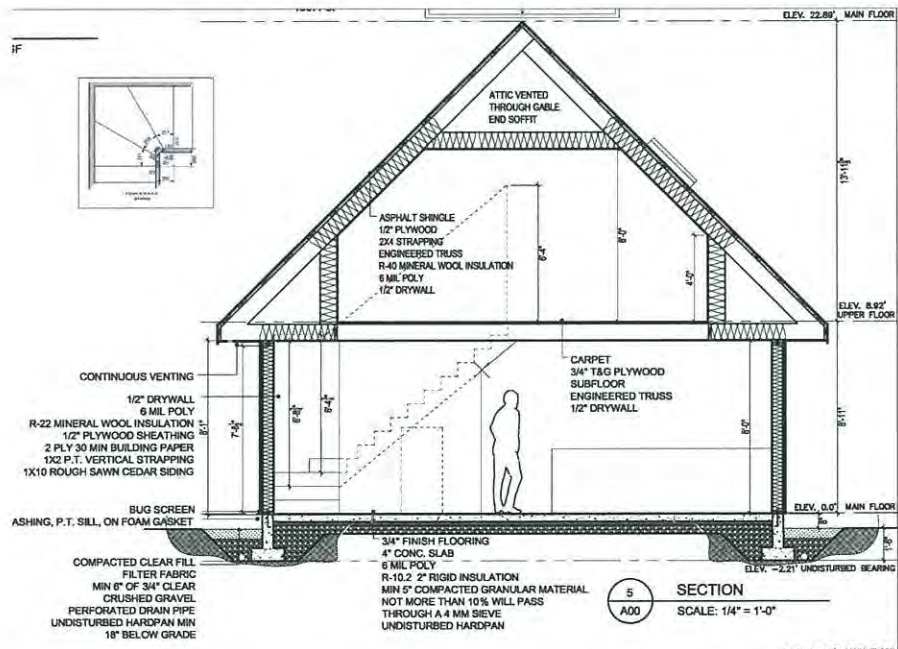 ELEV. 22.89' MAIN FLOOR
ATTIC VENTED
THROUGH GABLE
END SOFFIT
13'-11
ASPHALT SHINGLE
1/2" PLYWOOD
2X4 STRAPPING
ENGINEERED TRUSS
R-40 MINERAL WOOL INSULATION
6 MIL POLY
1/2" DRYWALL
6'-4"
8'-0"
4'-0"
ELEV. 8.92'
UPPER FLOOR
CONTINUOUS VENTING
1/2" DRYWALL
6 MIL POLY
R-22 MINERAL WOOL INSULATION
1/2" PLYWOOD SHEATHING
2 PLY 30 MIN BUILDING PAPER
1X2 P.T. VERTICAL STRAPPING
1X10 ROUGH SAWN CEDAR SIDING
8'-1"
CARPET
3/4" T&G PLYWOOD
SUBFLOOR
ENGINEERED TRUSS
1/2" DRYWALL
8'-0"
8'-11"
BUG SCREEN
ASHING, P.T. SILL, ON FOAM GASKET
ELEV. 0.0' MAIN FLOOR
8"
1'-6"
COMPACTED CLEAR FILL
FILTER FABRIC
MIN 6" OF 3/4" CLEAR
CRUSHED GRAVEL
PERFORATED DRAIN PIPE
UNDISTURBED HARDPAN MIN
18" BELOW GRADE
3/4" FINISH FLOORING
4" CONC. SLAB
6 MIL POLY
R-10.2 2" RIGID INSULATION
MIN 5" COMPACTED GRANULAR MATERIAL
NOT MORE THAN 10% WILL PASS
THROUGH A 4 MM SIEVE
UNDISTURBED HARDPAN
ELEV. -2.21' UNDISTURBED BEARING
5
A00
SECTION
SCALE: 1/4" = 1'-0"